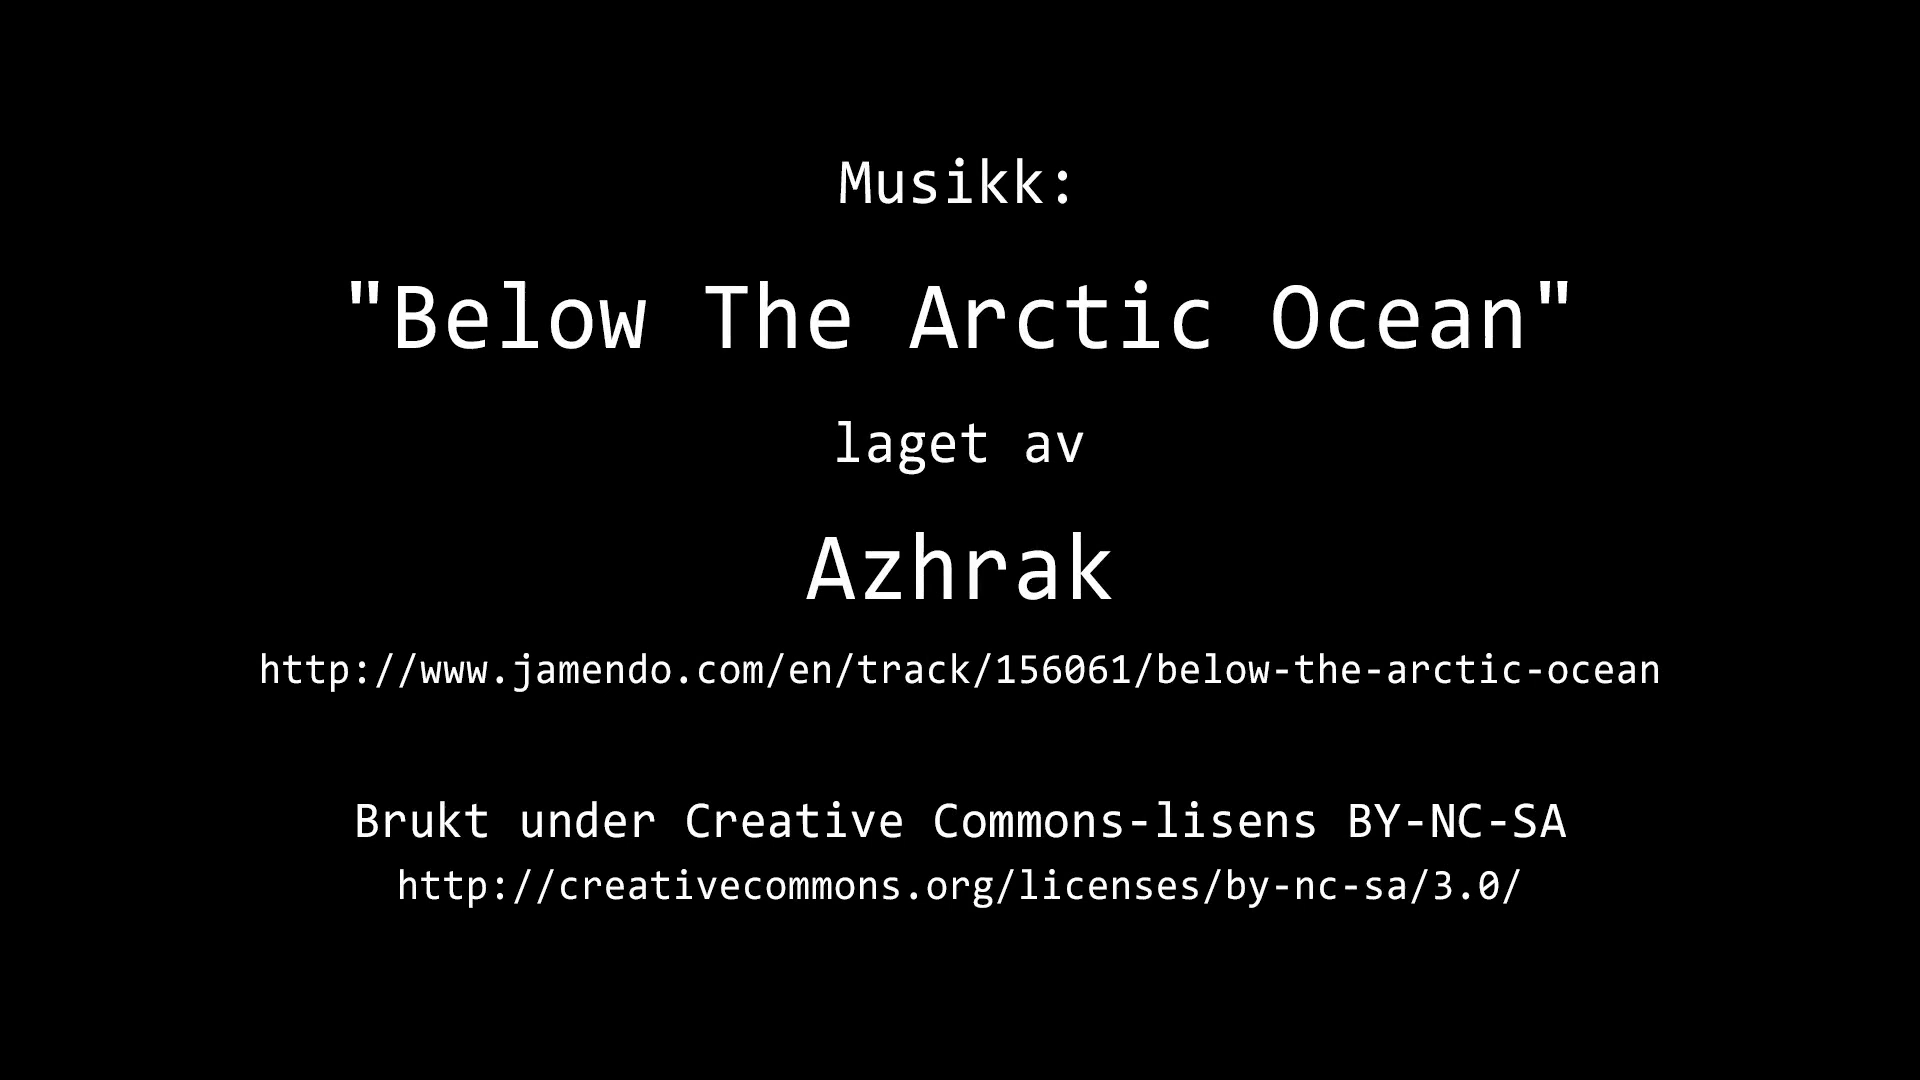 Musikk:
"Below The Arctic Ocean"
laget av
Azhrak
http://www.jamendo.com/en/track/156061/below-the-arctic-ocean
Brukt under Creative Commons-lisens BY-NC-SA
http://creativecommons.org/licenses/by-nc-sa/3.0/